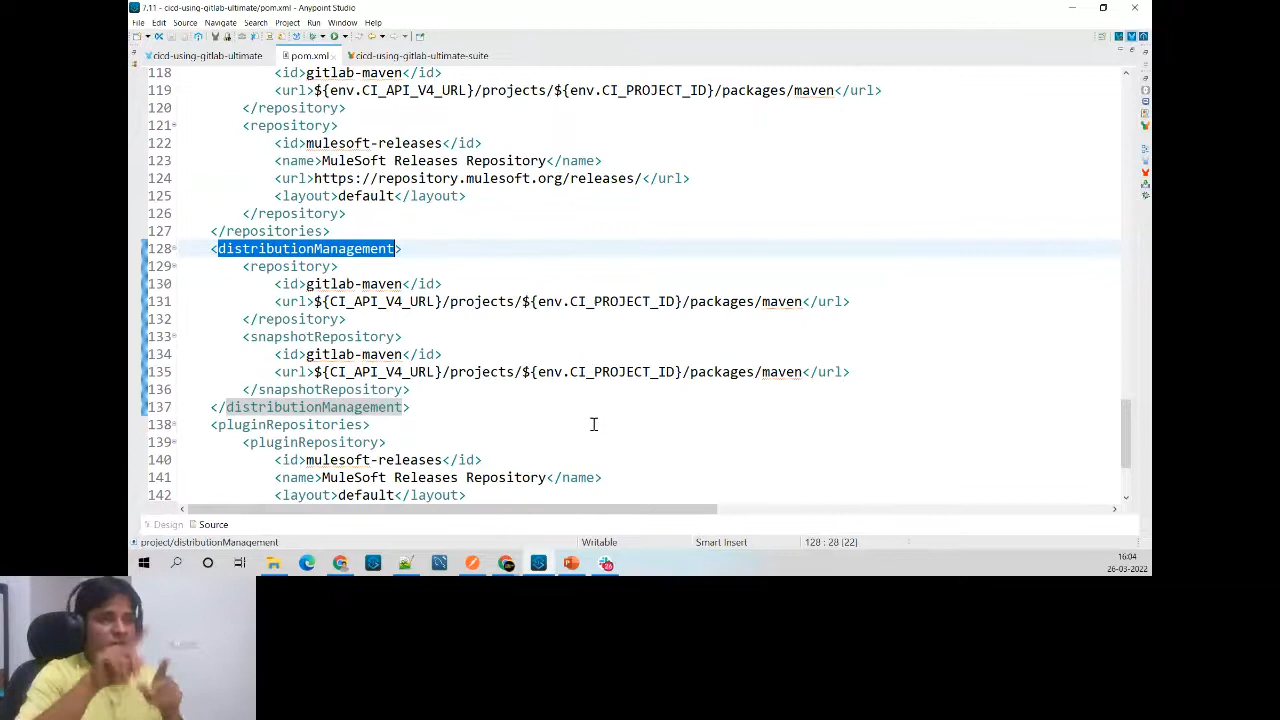 7.11 - cicd-using-gitlab-ultimate/pom.xml - Anypoint Studio
File Edit Source Navigate Search Project Run Window Help
cicd-using-gitlab-ultimate pom.xml cicd-using-gitlab-ultimate-suite
118 <id>gitlab-maven</id>
119 <url>${env.CI_API_V4_URL}/projects/${env.CI_PROJECT_ID}/packages/maven</url>
120 </repository>
121 <repository>
122 <id>mulesoft-releases</id>
123 <name>MuleSoft Releases Repository</name>
124 <url>https://repository.mulesoft.org/releases/</url>
125 <layout>default</layout>
126 </repository>
127 </repositories>
128 <distributionManagement>
129 <repository>
130 <id>gitlab-maven</id>
131 <url>${CI_API_V4_URL}/projects/${env.CI_PROJECT_ID}/packages/maven</url>
132 </repository>
133 <snapshotRepository>
134 <id>gitlab-maven</id>
135 <url>${CI_API_V4_URL}/projects/${env.CI_PROJECT_ID}/packages/maven</url>
136 </snapshotRepository>
137 </distributionManagement>
138 <pluginRepositories>
139 <pluginRepository>
140 <id>mulesoft-releases</id>
141 <name>MuleSoft Releases Repository</name>
142 <layout>default</layout>
Design Source
project/distributionManagement Writable Smart Insert 128 : 28 [22]
16:04
26-03-2022